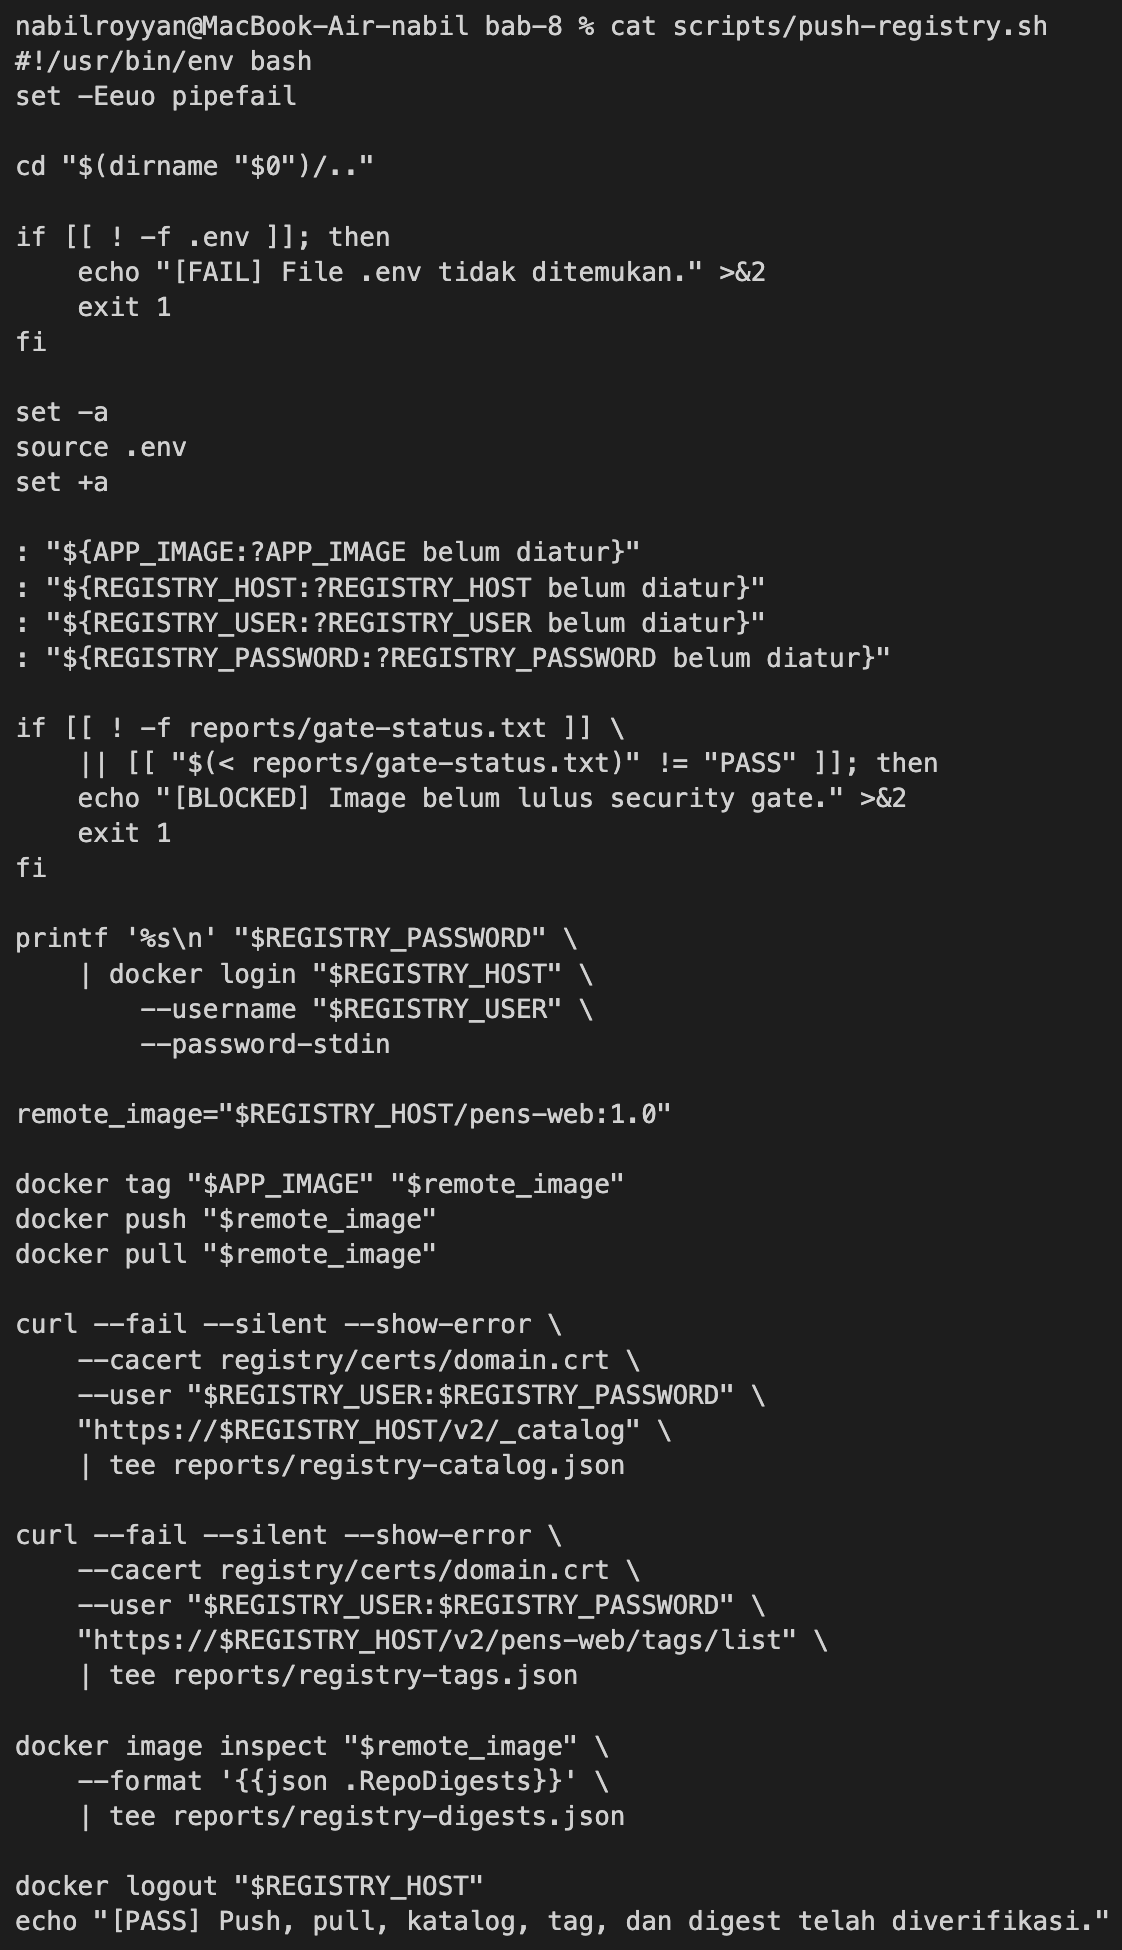 nabilroyyan@MacBook-Air-nabil bab-8 % cat scripts/push-registry.sh
#!/usr/bin/env bash
set -Eeuo pipefail

cd "$(dirname "$0")/.."

if [[ ! -f .env ]]; then
    echo "[FAIL] File .env tidak ditemukan." >&2
    exit 1
fi

set -a
source .env
set +a

: "${APP_IMAGE:?APP_IMAGE belum diatur}"
: "${REGISTRY_HOST:?REGISTRY_HOST belum diatur}"
: "${REGISTRY_USER:?REGISTRY_USER belum diatur}"
: "${REGISTRY_PASSWORD:?REGISTRY_PASSWORD belum diatur}"

if [[ ! -f reports/gate-status.txt ]] \
    || [[ "$(< reports/gate-status.txt)" != "PASS" ]]; then
    echo "[BLOCKED] Image belum lulus security gate." >&2
    exit 1
fi

printf '%s\n' "$REGISTRY_PASSWORD" \
    | docker login "$REGISTRY_HOST" \
        --username "$REGISTRY_USER" \
        --password-stdin

remote_image="$REGISTRY_HOST/pens-web:1.0"

docker tag "$APP_IMAGE" "$remote_image"
docker push "$remote_image"
docker pull "$remote_image"

curl --fail --silent --show-error \
    --cacert registry/certs/domain.crt \
    --user "$REGISTRY_USER:$REGISTRY_PASSWORD" \
    "https://$REGISTRY_HOST/v2/_catalog" \
    | tee reports/registry-catalog.json

curl --fail --silent --show-error \
    --cacert registry/certs/domain.crt \
    --user "$REGISTRY_USER:$REGISTRY_PASSWORD" \
    "https://$REGISTRY_HOST/v2/pens-web/tags/list" \
    | tee reports/registry-tags.json

docker image inspect "$remote_image" \
    --format '{{json .RepoDigests}}' \
    | tee reports/registry-digests.json

docker logout "$REGISTRY_HOST"
echo "[PASS] Push, pull, katalog, tag, dan digest telah diverifikasi."